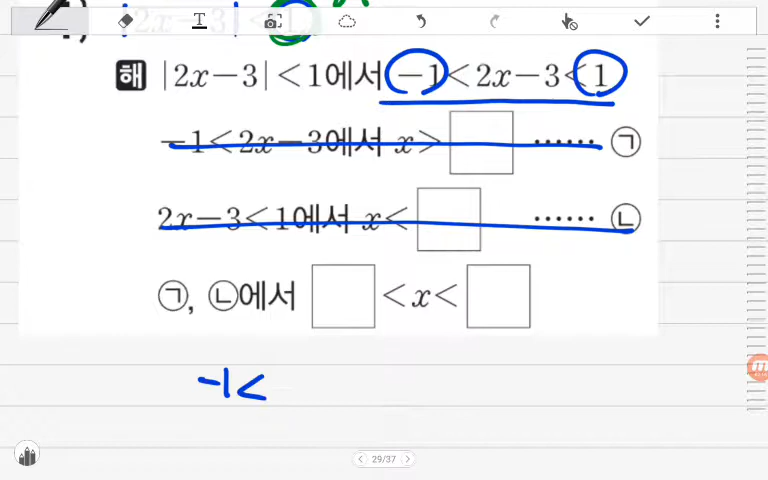 |2x-3|<1
해 |2x-3|<1에서 -1<2x-3<1
-1<2x-3에서 x>□ …… ㉠
2x-3<1에서 x<□ …… ㉡
㉠, ㉡에서 □<x<□
-1<
29/37